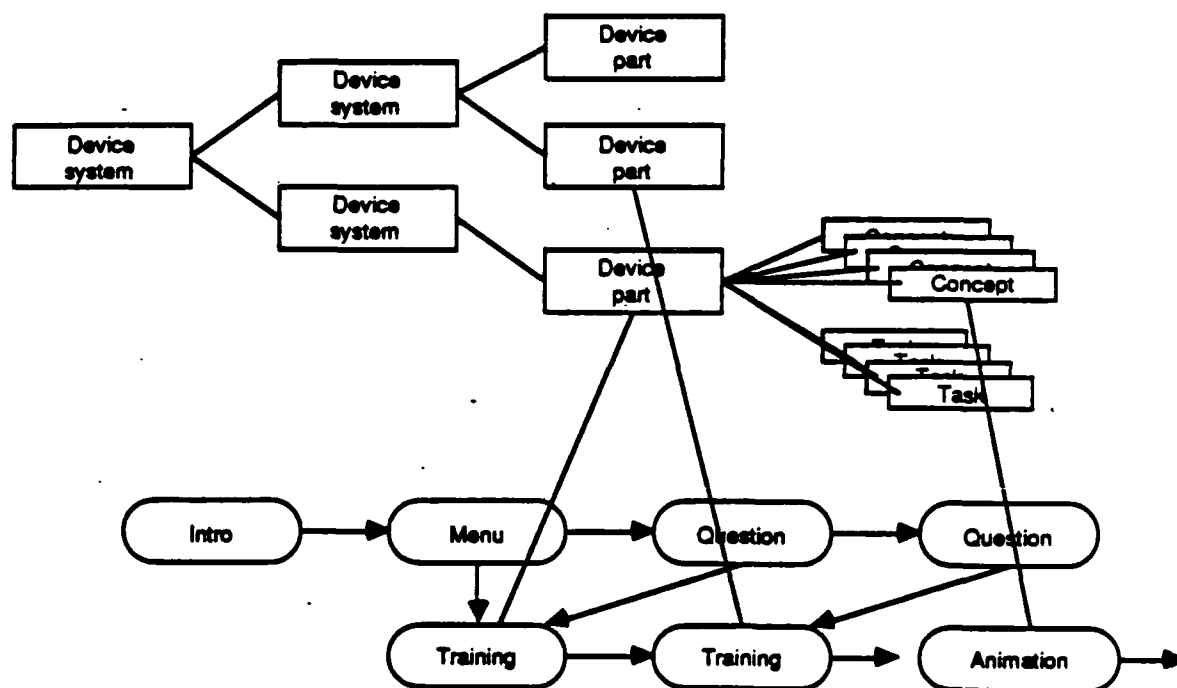 Device
part
Device
system
Device
system
Device
part
Device
system
Device
part
Concept
Task
Intro
Menu
Question
Question
Training
Training
Animation